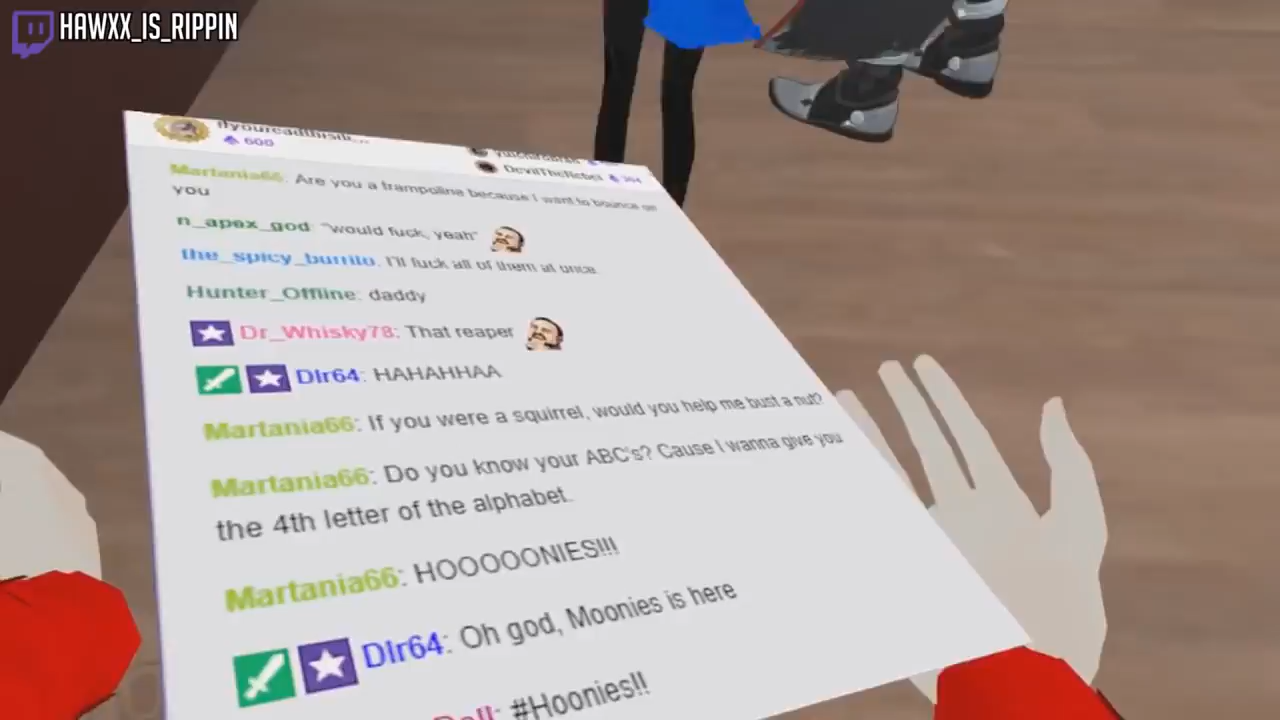 HAWXX_IS_RIPPIN
600
DevilTheRebel
Martania66: Are you a trampoline because I want to bounce on
you
n_apex_god: "would fuck, yeah"
the_spicy_burrito: I'll fuck all of them at once.
Hunter_Offline: daddy
Dr_Whisky78: That reaper
Dlr64: HAHAHHAA
Martania66: If you were a squirrel, would you help me bust a nut?
Martania66: Do you know your ABC's? Cause I wanna give you
the 4th letter of the alphabet.
Martania66: HOOOOONIES!!!
Dlr64: Oh god, Moonies is here
#Hoonies!!